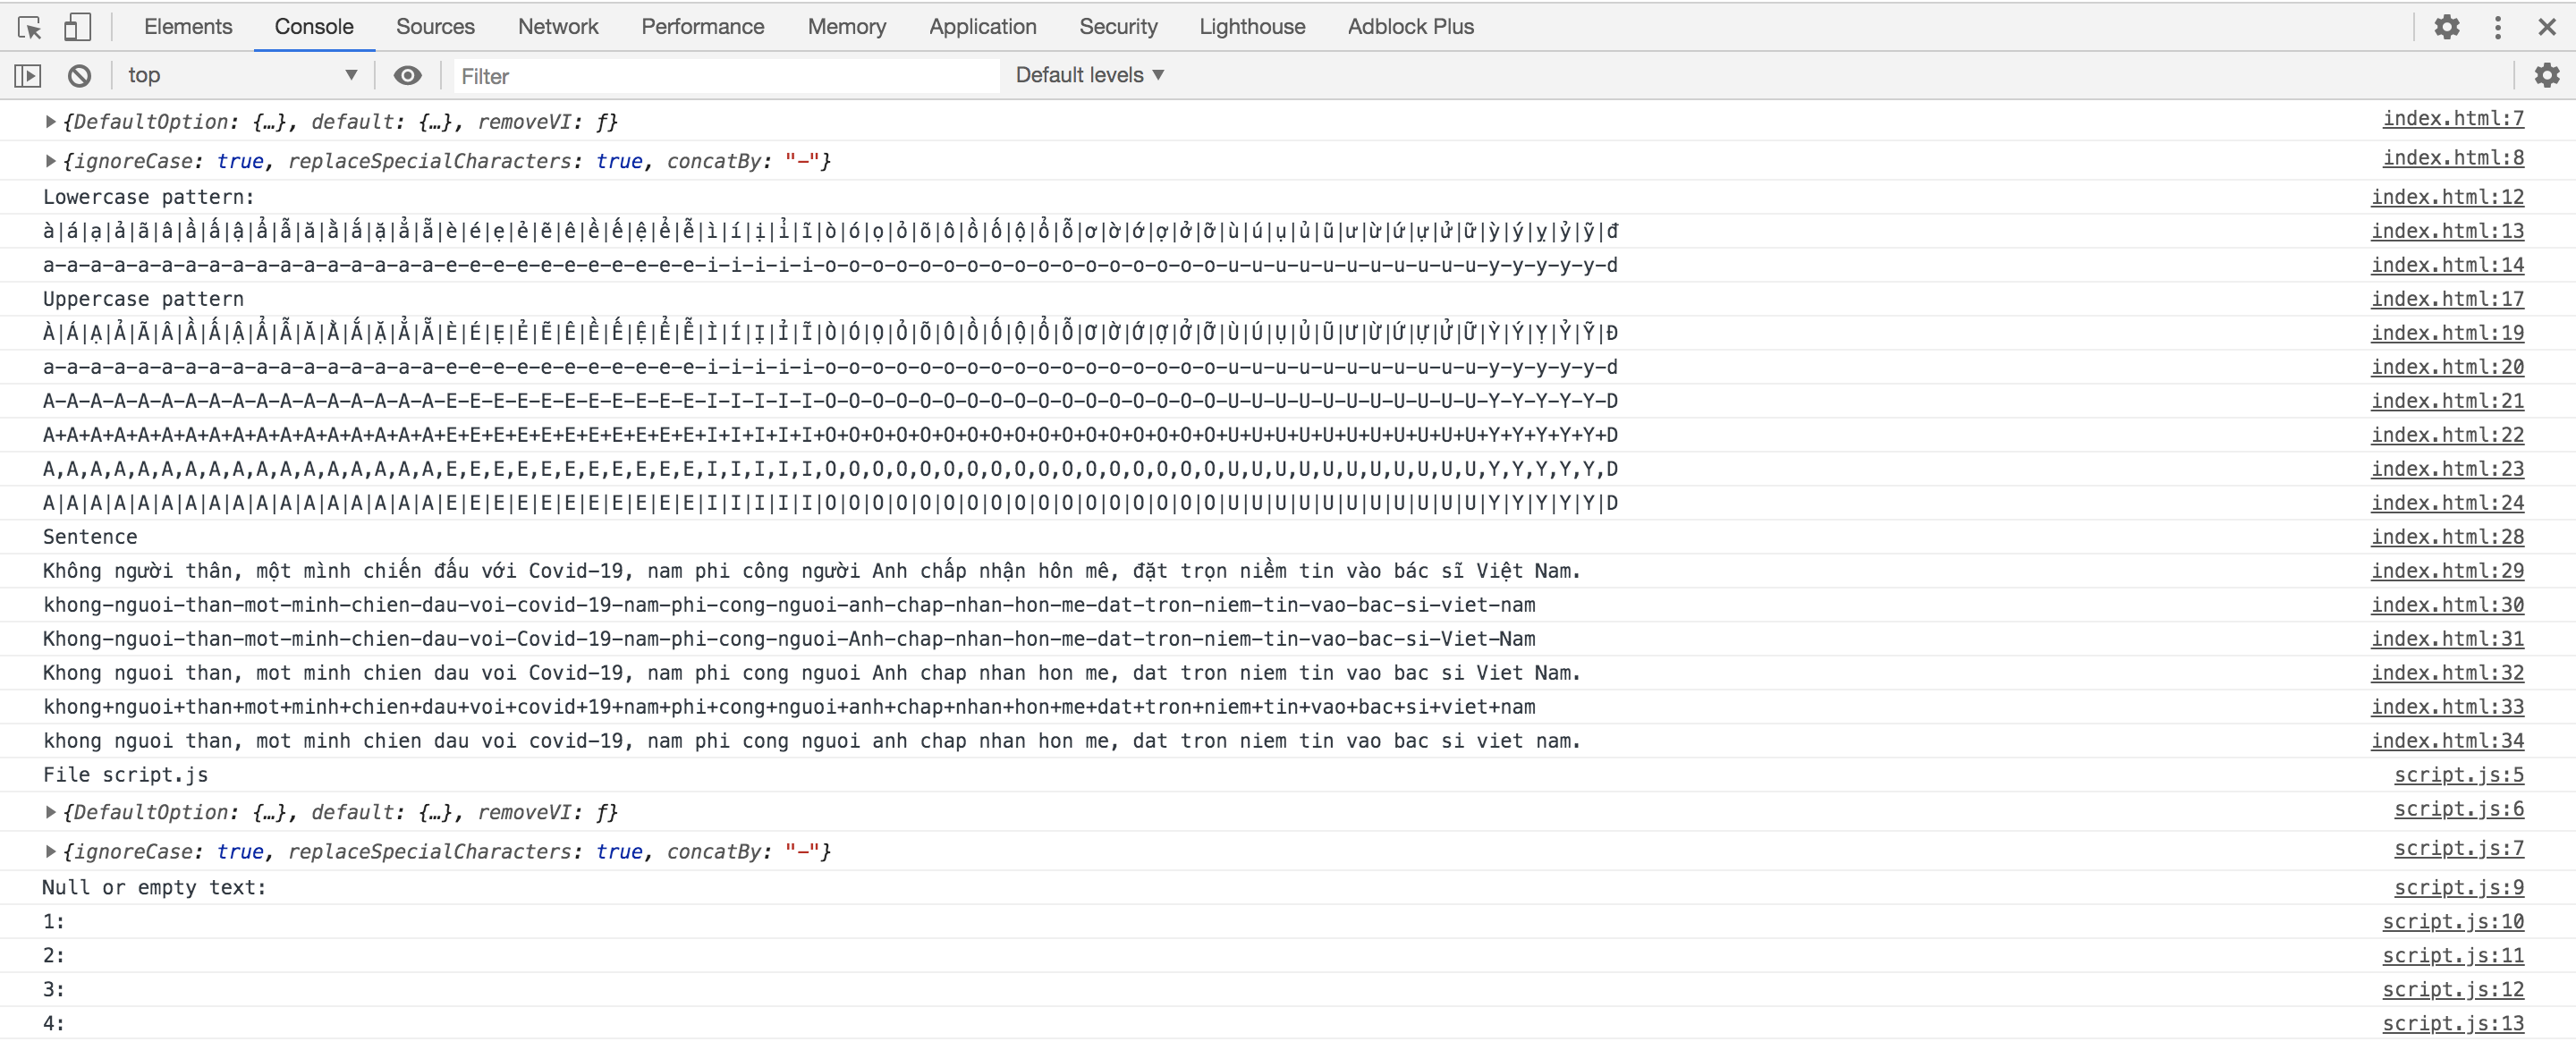 Elements Console Sources Network Performance Memory Application Security Lighthouse Adblock Plus
top Filter Default levels
{DefaultOption: {…}, default: {…}, removeVI: ƒ} index.html:7
{ignoreCase: true, replaceSpecialCharacters: true, concatBy: "-"} index.html:8
Lowercase pattern: index.html:12
à|á|ạ|ả|ã|â|ầ|ấ|ậ|ẩ|ẫ|ă|ằ|ắ|ặ|ẳ|ẵ|è|é|ẹ|ẻ|ẽ|ê|ề|ế|ệ|ể|ễ|ì|í|ị|ỉ|ĩ|ò|ó|ọ|ỏ|õ|ô|ồ|ố|ộ|ổ|ỗ|ơ|ờ|ớ|ợ|ở|ỡ|ù|ú|ụ|ủ|ũ|ư|ừ|ứ|ự|ử|ữ|ỳ|ý|ỵ|ỷ|ỹ|đ index.html:13
a-a-a-a-a-a-a-a-a-a-a-a-a-a-a-a-a-e-e-e-e-e-e-e-e-e-e-e-i-i-i-i-i-o-o-o-o-o-o-o-o-o-o-o-o-o-o-o-o-o-u-u-u-u-u-u-u-u-u-u-u-y-y-y-y-y-d index.html:14
Uppercase pattern index.html:17
À|Á|Ạ|Ả|Ã|Â|Ầ|Ấ|Ậ|Ẩ|Ẫ|Ă|Ằ|Ắ|Ặ|Ẳ|Ẵ|È|É|Ẹ|Ẻ|Ẽ|Ê|Ề|Ế|Ệ|Ể|Ễ|Ì|Í|Ị|Ỉ|Ĩ|Ò|Ó|Ọ|Ỏ|Õ|Ô|Ồ|Ố|Ộ|Ổ|Ỗ|Ơ|Ờ|Ớ|Ợ|Ở|Ỡ|Ù|Ú|Ụ|Ủ|Ũ|Ư|Ừ|Ứ|Ự|Ử|Ữ|Ỳ|Ý|Ỵ|Ỷ|Ỹ|Đ index.html:19
a-a-a-a-a-a-a-a-a-a-a-a-a-a-a-a-a-e-e-e-e-e-e-e-e-e-e-e-i-i-i-i-i-o-o-o-o-o-o-o-o-o-o-o-o-o-o-o-o-o-u-u-u-u-u-u-u-u-u-u-u-y-y-y-y-y-d index.html:20
A-A-A-A-A-A-A-A-A-A-A-A-A-A-A-A-A-E-E-E-E-E-E-E-E-E-E-E-I-I-I-I-I-O-O-O-O-O-O-O-O-O-O-O-O-O-O-O-O-O-U-U-U-U-U-U-U-U-U-U-U-Y-Y-Y-Y-Y-D index.html:21
A+A+A+A+A+A+A+A+A+A+A+A+A+A+A+A+A+E+E+E+E+E+E+E+E+E+E+E+I+I+I+I+I+O+O+O+O+O+O+O+O+O+O+O+O+O+O+O+O+O+U+U+U+U+U+U+U+U+U+U+U+Y+Y+Y+Y+Y+D index.html:22
A,A,A,A,A,A,A,A,A,A,A,A,A,A,A,A,A,E,E,E,E,E,E,E,E,E,E,E,I,I,I,I,I,O,O,O,O,O,O,O,O,O,O,O,O,O,O,O,O,O,U,U,U,U,U,U,U,U,U,U,U,Y,Y,Y,Y,Y,D index.html:23
A|A|A|A|A|A|A|A|A|A|A|A|A|A|A|A|A|E|E|E|E|E|E|E|E|E|E|E|I|I|I|I|I|O|O|O|O|O|O|O|O|O|O|O|O|O|O|O|O|O|U|U|U|U|U|U|U|U|U|U|U|Y|Y|Y|Y|Y|D index.html:24
Sentence index.html:28
Không người thân, một mình chiến đấu với Covid-19, nam phi công người Anh chấp nhận hôn mê, đặt trọn niềm tin vào bác sĩ Việt Nam. index.html:29
khong-nguoi-than-mot-minh-chien-dau-voi-covid-19-nam-phi-cong-nguoi-anh-chap-nhan-hon-me-dat-tron-niem-tin-vao-bac-si-viet-nam index.html:30
Khong-nguoi-than-mot-minh-chien-dau-voi-Covid-19-nam-phi-cong-nguoi-Anh-chap-nhan-hon-me-dat-tron-niem-tin-vao-bac-si-Viet-Nam index.html:31
Khong nguoi than, mot minh chien dau voi Covid-19, nam phi cong nguoi Anh chap nhan hon me, dat tron niem tin vao bac si Viet Nam. index.html:32
khong+nguoi+than+mot+minh+chien+dau+voi+covid+19+nam+phi+cong+nguoi+anh+chap+nhan+hon+me+dat+tron+niem+tin+vao+bac+si+viet+nam index.html:33
khong nguoi than, mot minh chien dau voi covid-19, nam phi cong nguoi anh chap nhan hon me, dat tron niem tin vao bac si viet nam. index.html:34
File script.js script.js:5
{DefaultOption: {…}, default: {…}, removeVI: ƒ} script.js:6
{ignoreCase: true, replaceSpecialCharacters: true, concatBy: "-"} script.js:7
Null or empty text: script.js:9
1: script.js:10
2: script.js:11
3: script.js:12
4: script.js:13